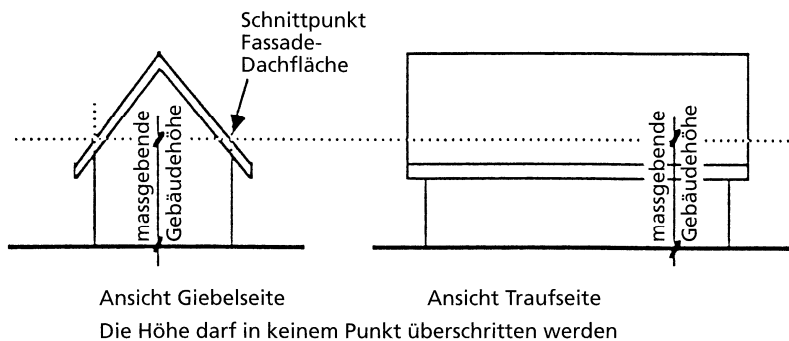 Schnittpunkt
Fassade-
Dachfläche
massgebende
Gebäudehöhe
massgebende
Gebäudehöhe
Ansicht Giebelseite
Ansicht Traufseite
Die Höhe darf in keinem Punkt überschritten werden